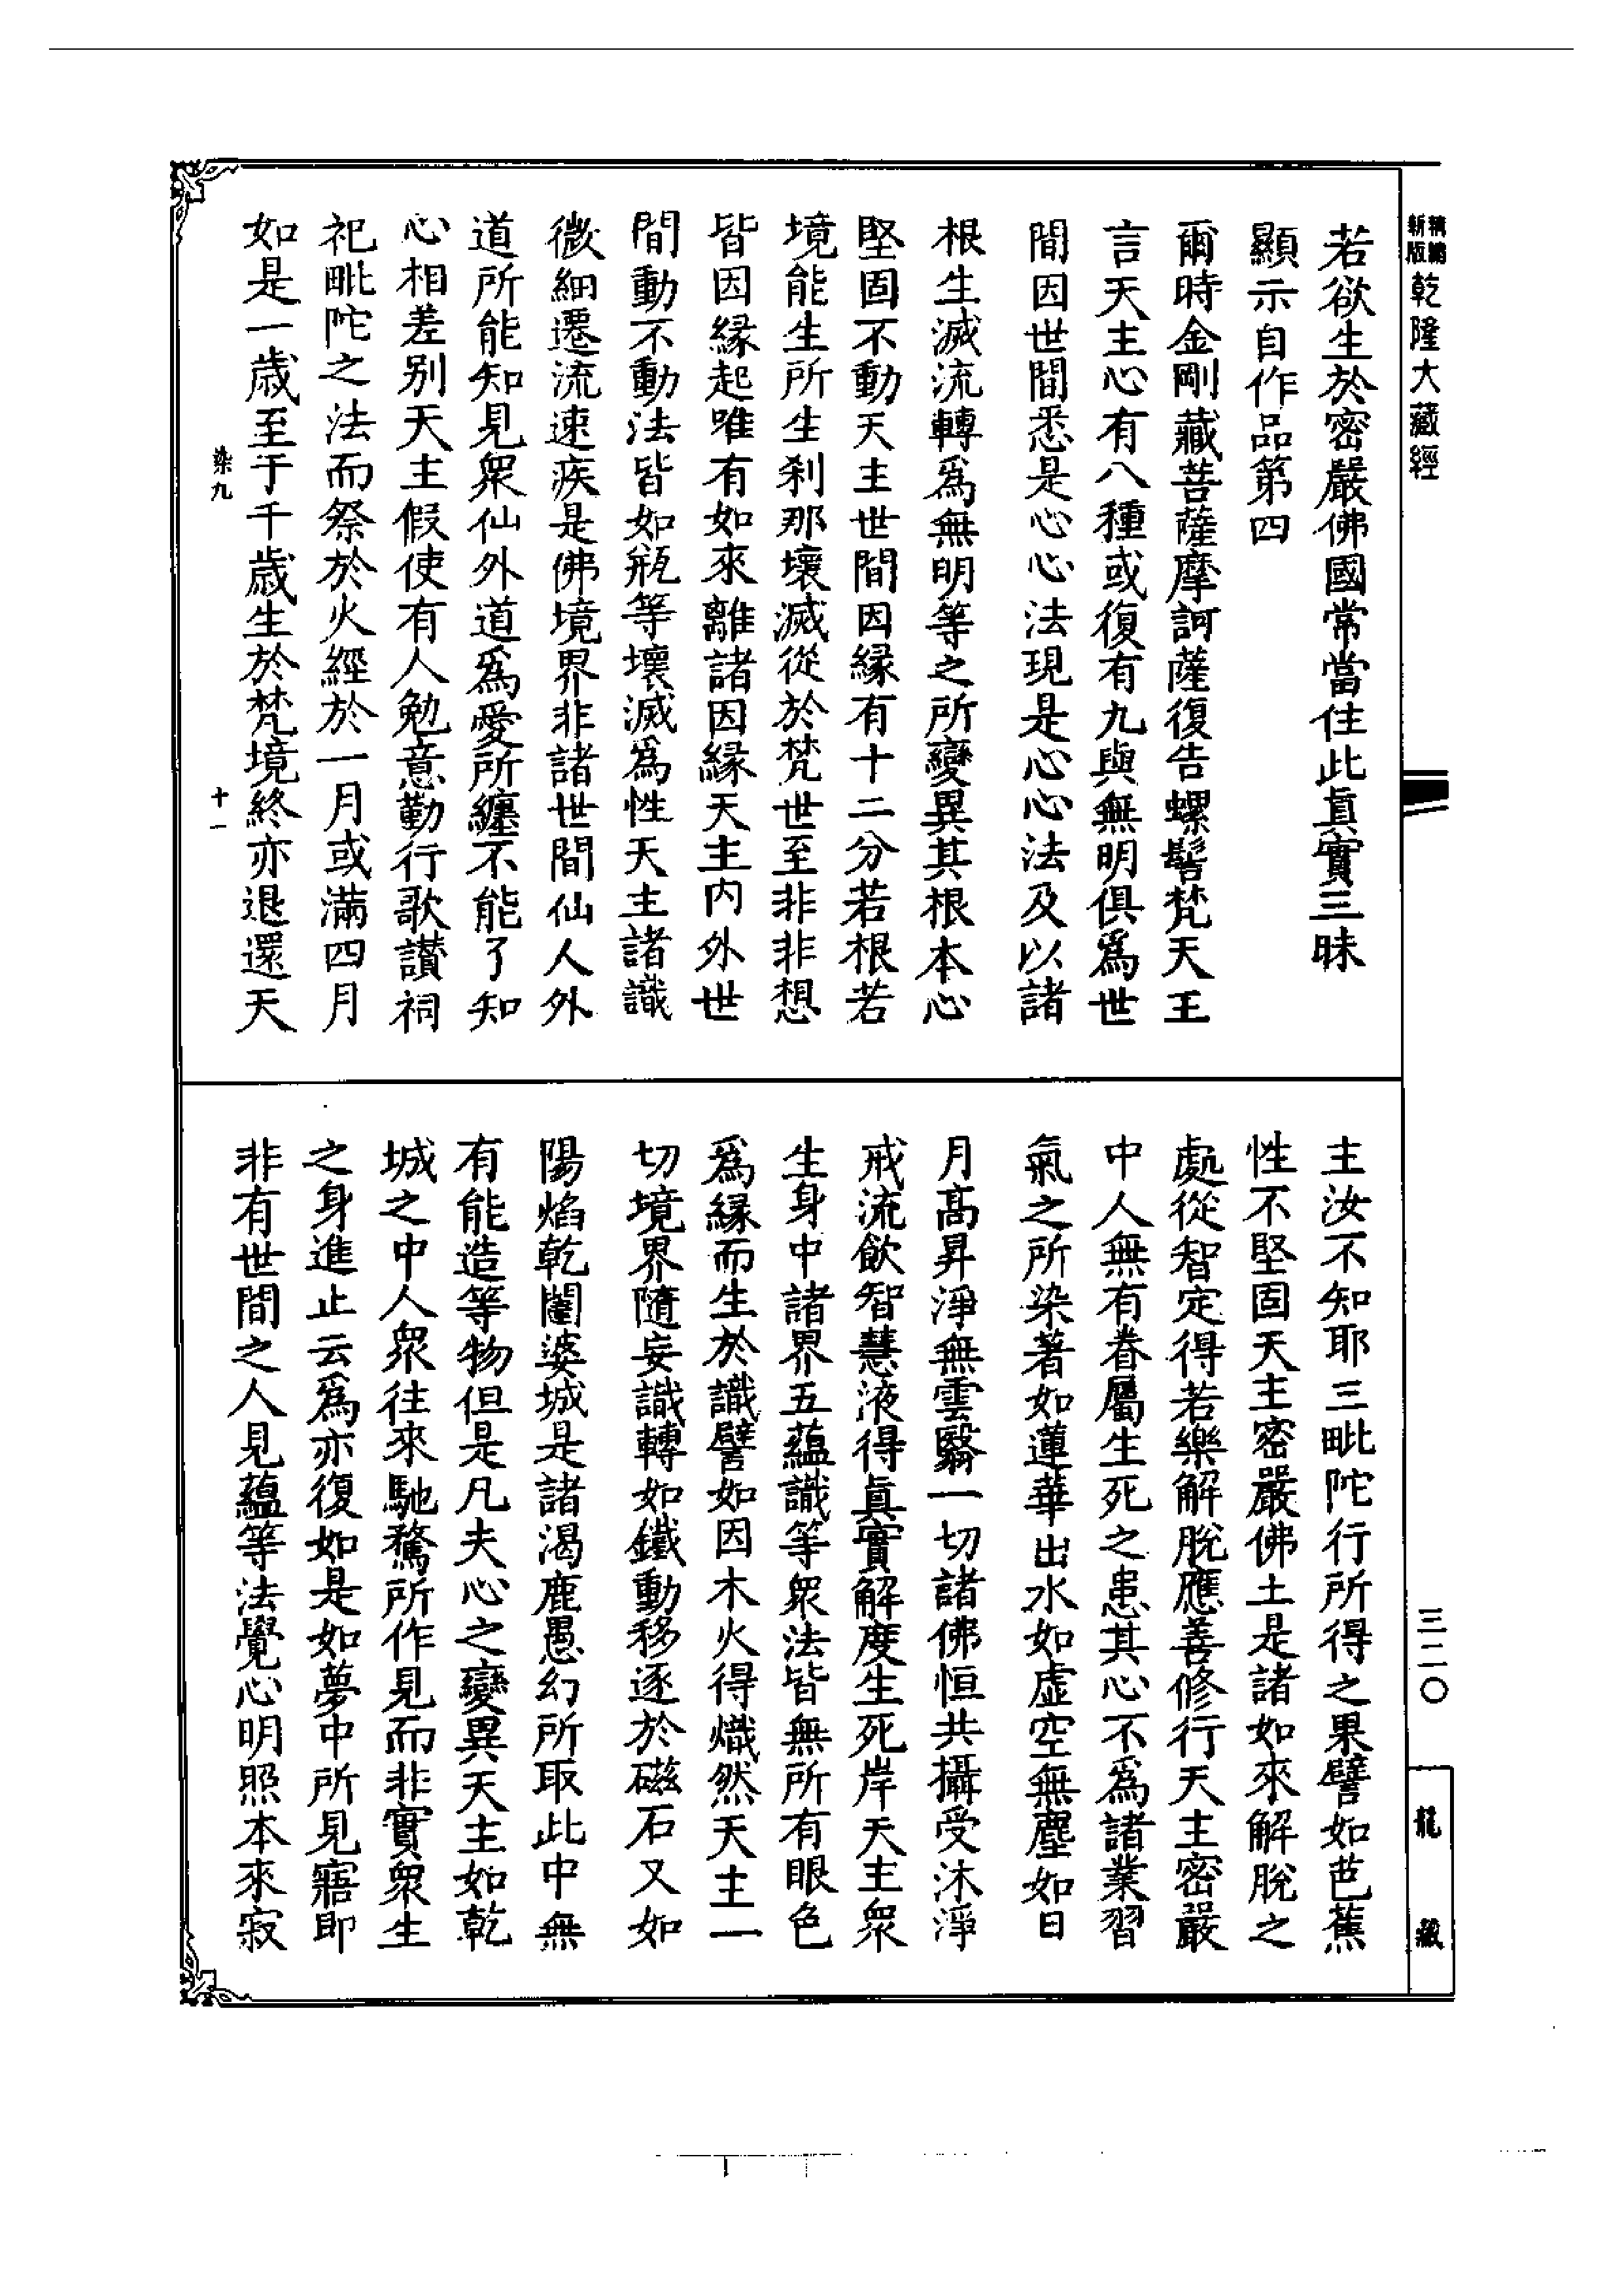 新版精編乾隆大藏經
若欲生於密嚴佛國常當住此眞實三昧
顯示自作品第四
爾時金剛藏菩薩摩訶薩復告螺髻梵天王
言天主心有八種或復有九與無明俱爲世
間因世間悉是心心法現是心心法及以諸
根生滅流轉爲無明等之所變異其根本心
堅固不動天主世間因緣有十二分若根若
境能生所生刹那壞滅從於梵世至非非想
皆因緣起唯有如來離諸因緣天主内外世
間動不動法皆如瓶等壞滅爲性天主諸識
微細遷流速疾是佛境界非諸世間仙人外
道所能知見衆仙外道爲愛所纏不能了知
心相差别天主假使有人勉意勤行歌讃祠
祀毗陀之法而祭於火經於一月或滿四月
如是一歳至于千歳生於梵境終亦退還天
染九
十一
主汝不知耶三毗陀行所得之果譬如芭蕉
性不堅固天主密嚴佛土是諸如來解脫之
處從智定得若樂解脫應善修行天主密嚴
中人無有眷屬生死之患其心不爲諸業習
氣之所染著如蓮華出水如虛空無塵如日
月高昇淨無雲翳一切諸佛恒共攝受沐淨
戒流飲智慧液得眞實解度生死岸天主衆
生身中諸界五蘊識等衆法皆無所有眼色
爲緣而生於識譬如因木火得熾然天主一
切境界隨妄識轉如鐵動移逐於磁石又如
陽焰乾闥婆城是諸渴鹿愚幻所取此中無
有能造等物但是凡夫心之變異天主如乾
城之中人衆往來馳騖所作見而非實衆生
之身進止云爲亦復如是如夢中所見寤即
非有世間之人見蘊等法覺心明照本來寂
三二〇
龍藏